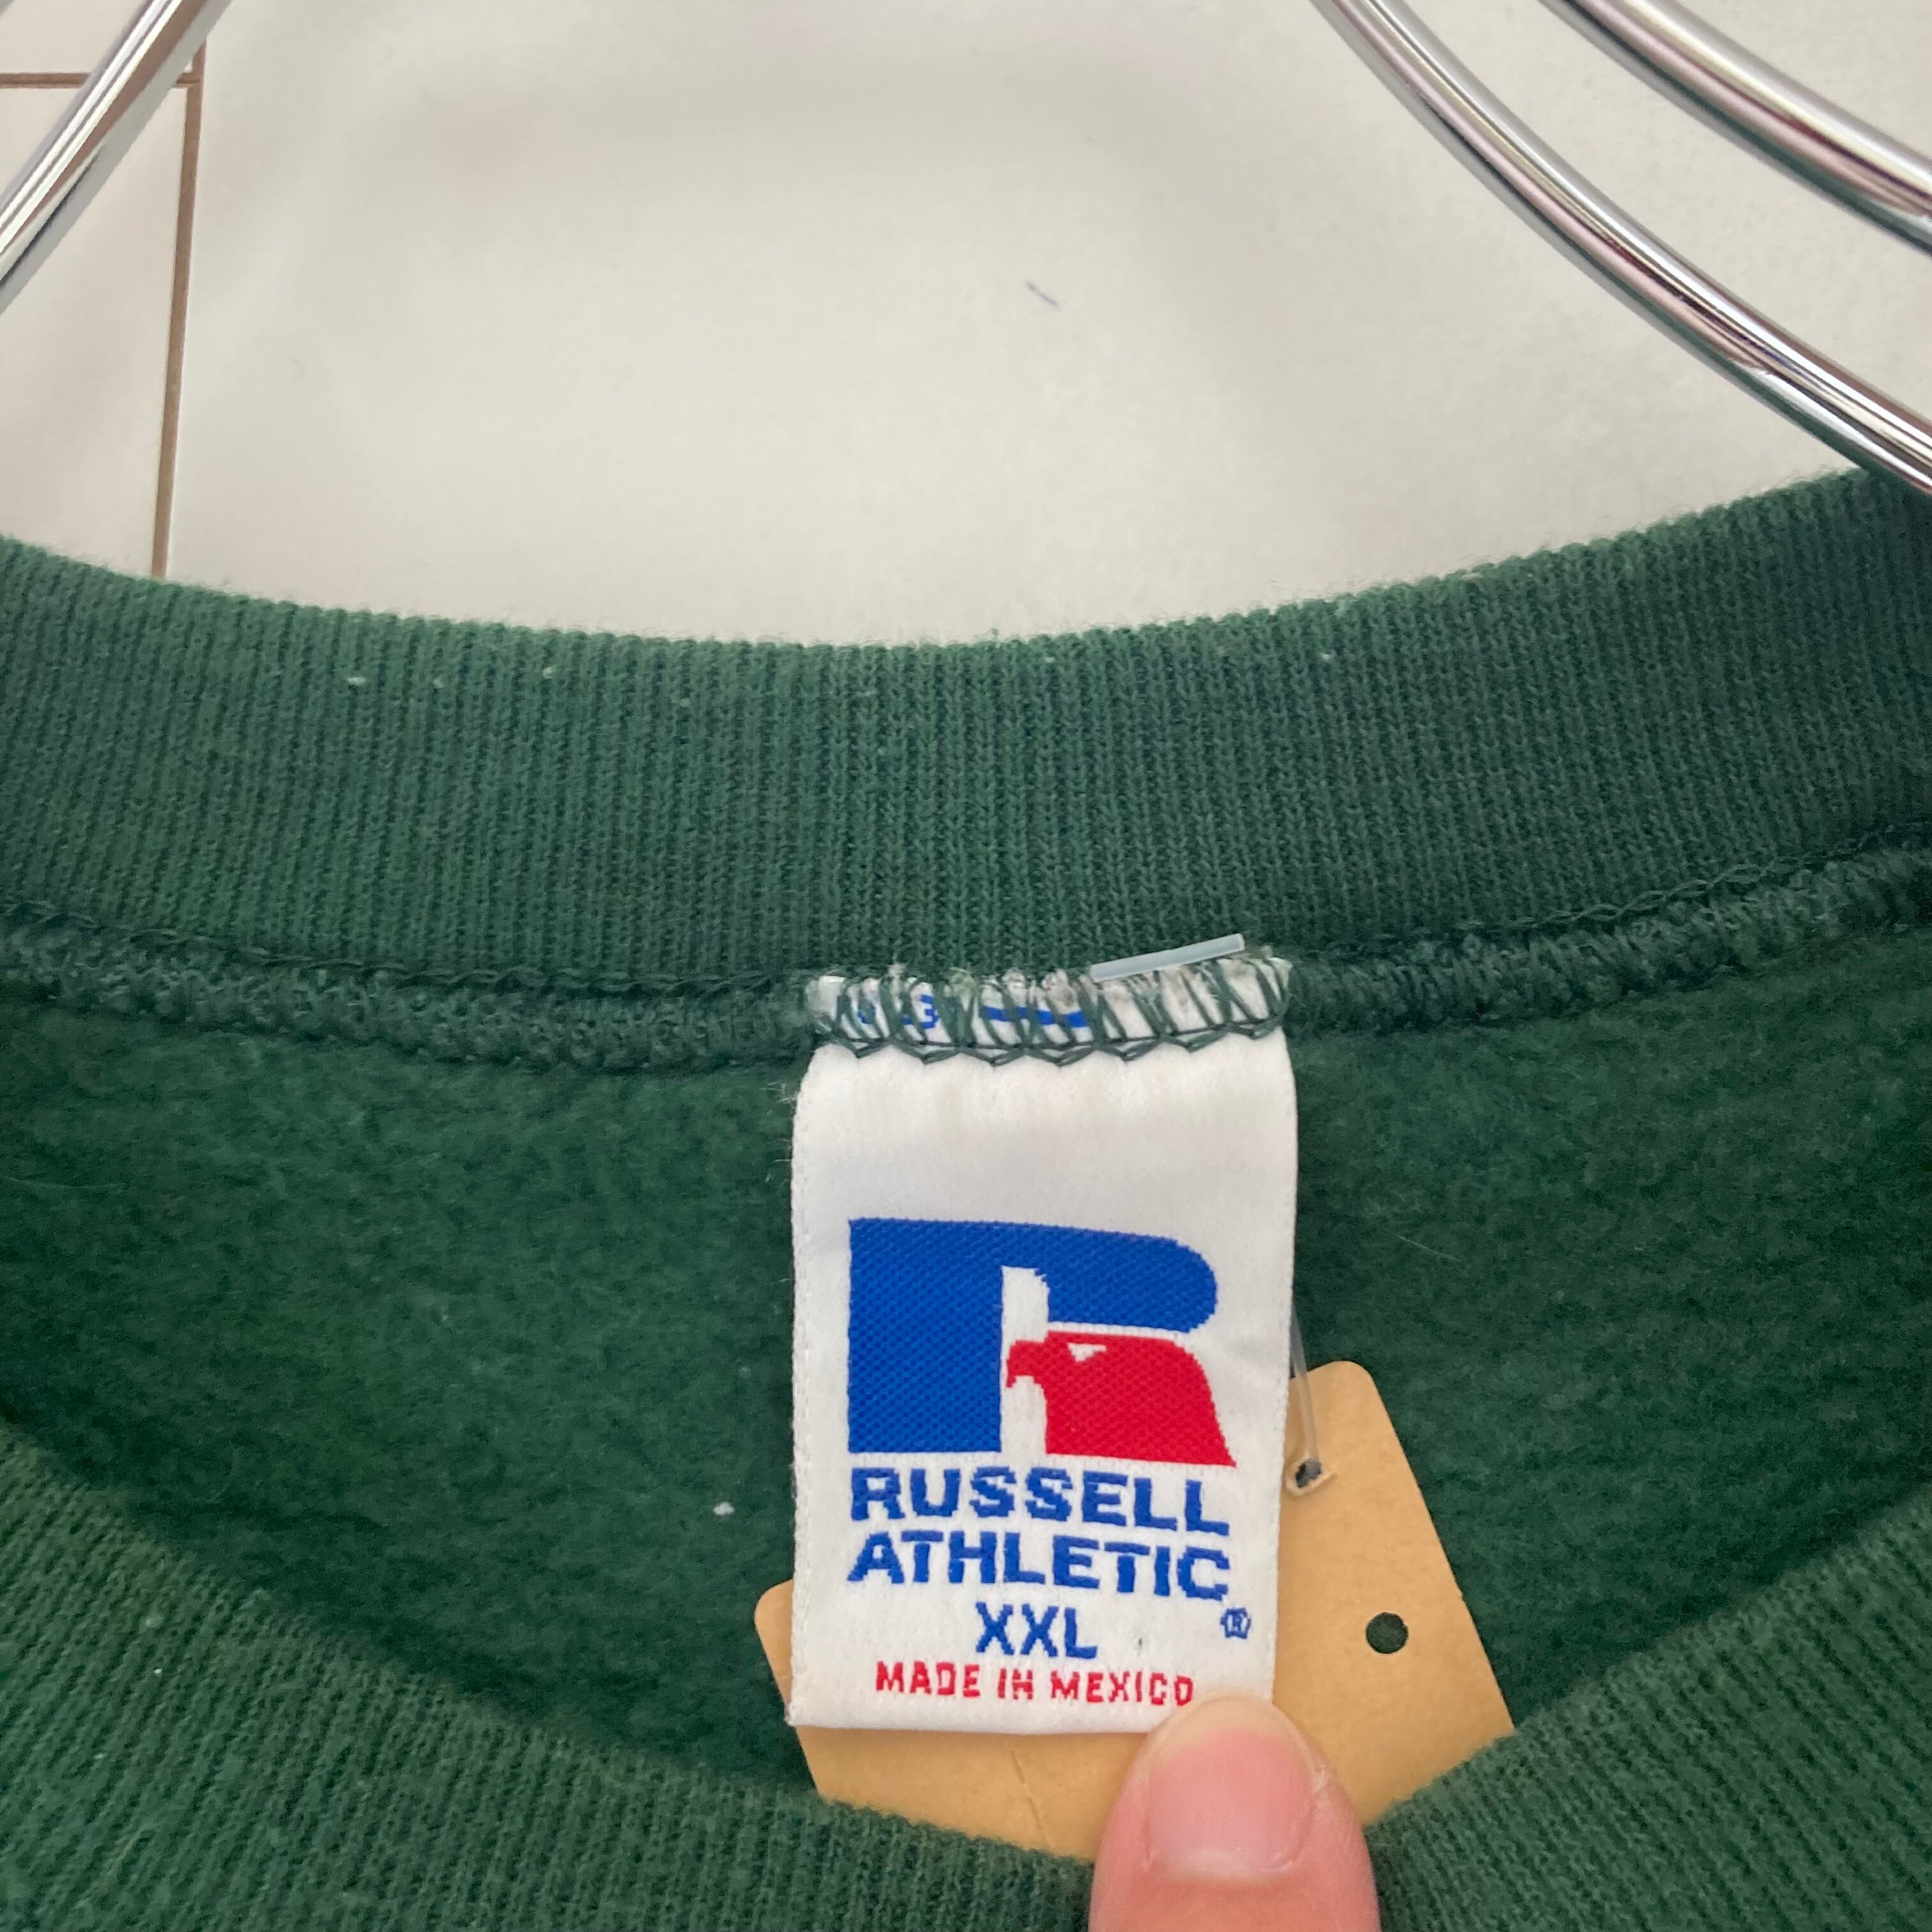 RUSSELL
ATHLETIC
®
XXL
MADE IN MEXICO